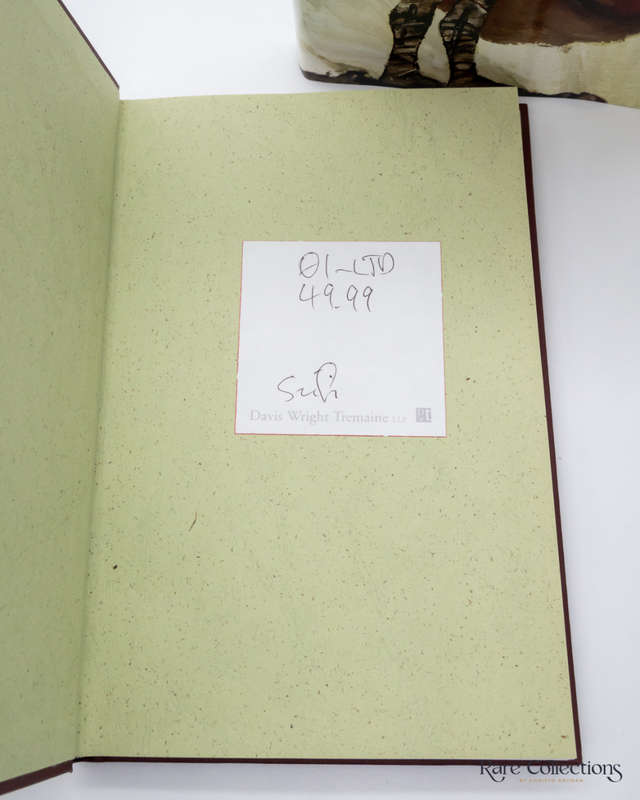 01-LTD
49.99
Davis Wright Tremaine LLP
Rare Collections